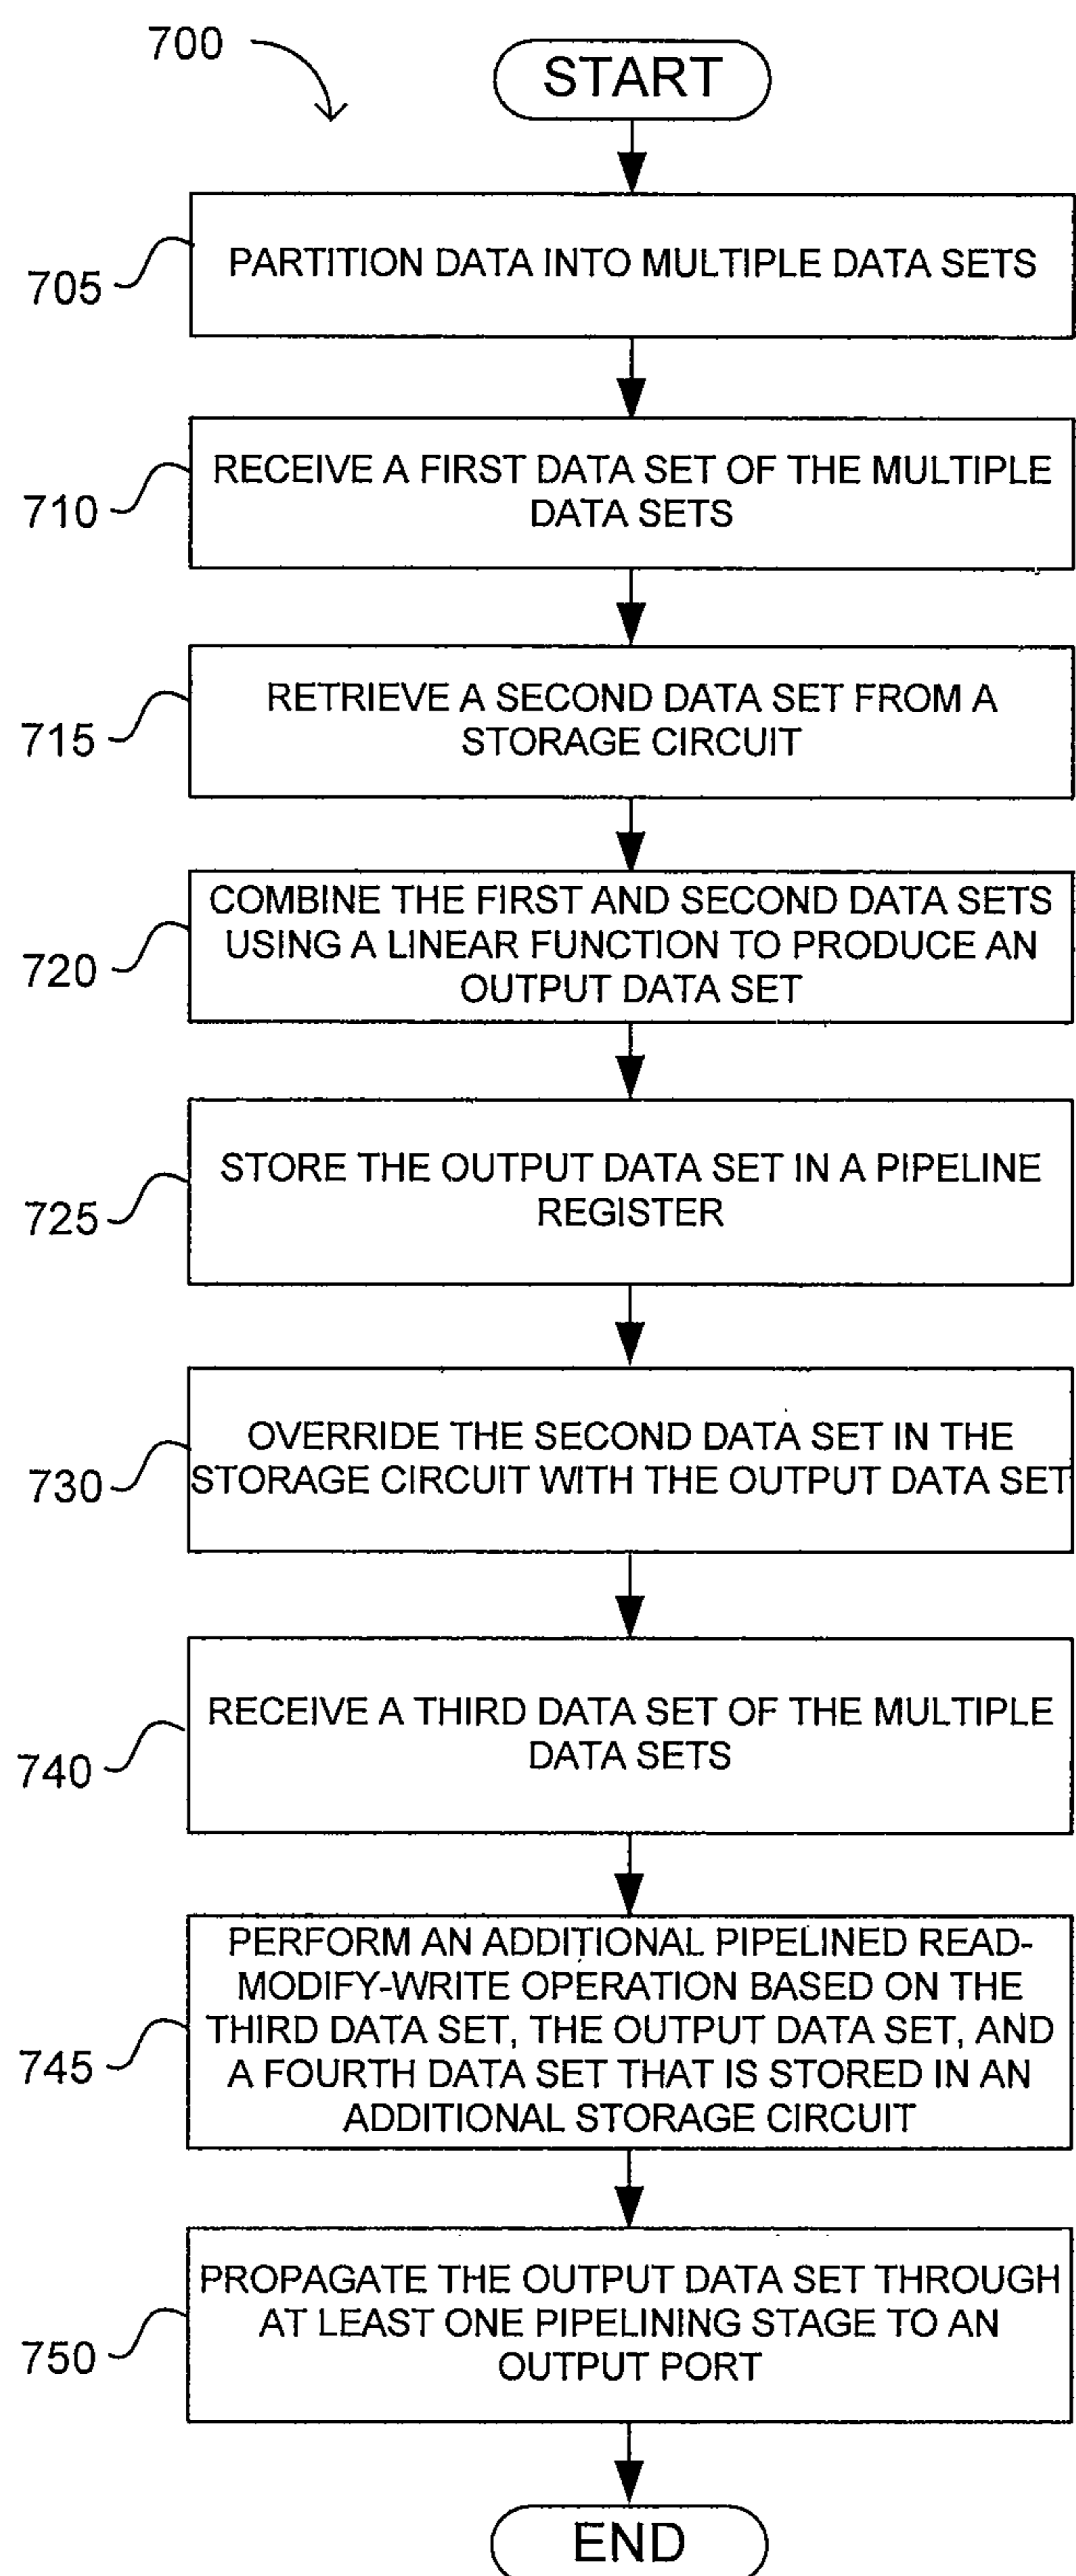 700
START
705
PARTITION DATA INTO MULTIPLE DATA SETS
710
RECEIVE A FIRST DATA SET OF THE MULTIPLE
DATA SETS
715
RETRIEVE A SECOND DATA SET FROM A
STORAGE CIRCUIT
720
COMBINE THE FIRST AND SECOND DATA SETS
USING A LINEAR FUNCTION TO PRODUCE AN
OUTPUT DATA SET
725
STORE THE OUTPUT DATA SET IN A PIPELINE
REGISTER
730
OVERRIDE THE SECOND DATA SET IN THE
STORAGE CIRCUIT WITH THE OUTPUT DATA SET
740
RECEIVE A THIRD DATA SET OF THE MULTIPLE
DATA SETS
745
PERFORM AN ADDITIONAL PIPELINED READ-
MODIFY-WRITE OPERATION BASED ON THE
THIRD DATA SET, THE OUTPUT DATA SET, AND
A FOURTH DATA SET THAT IS STORED IN AN
ADDITIONAL STORAGE CIRCUIT
750
PROPAGATE THE OUTPUT DATA SET THROUGH
AT LEAST ONE PIPELINING STAGE TO AN
OUTPUT PORT
END